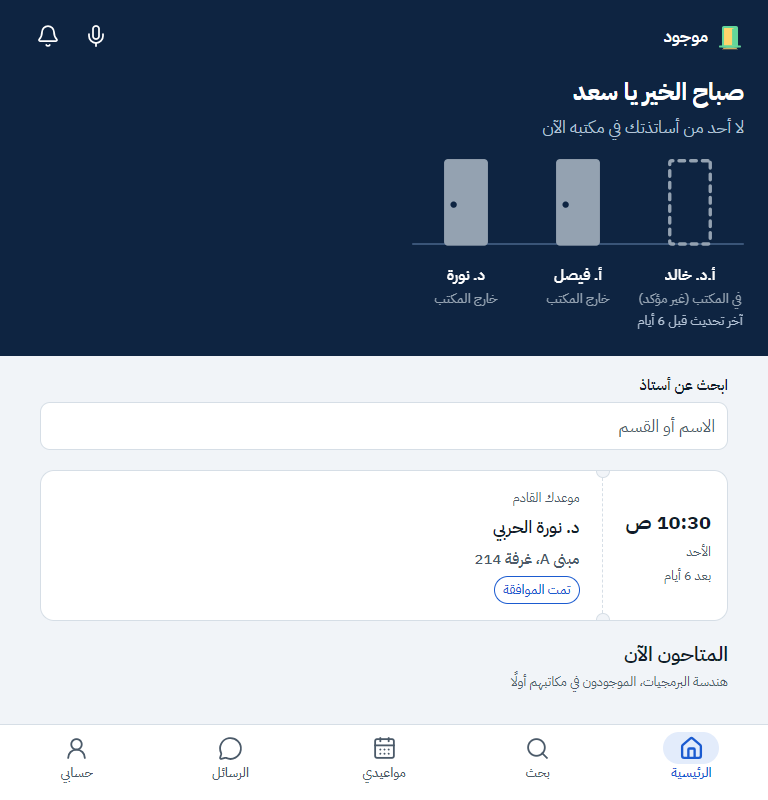 موجود
صباح الخير يا سعد
لا أحد من أساتذتك في مكتبه الآن
أ.د. خالد
في المكتب (غير مؤكد)
آخر تحديث قبل 6 أيام
أ. فيصل
خارج المكتب
د. نورة
خارج المكتب
ابحث عن أستاذ
الاسم أو القسم
10:30 ص
الأحد
بعد 6 أيام
موعدك القادم
د. نورة الحربي
مبنى A، غرفة 214
تمت الموافقة
المتاحون الآن
هندسة البرمجيات، الموجودون في مكاتبهم أولًا
الرئيسية
بحث
مواعيدي
الرسائل
حسابي